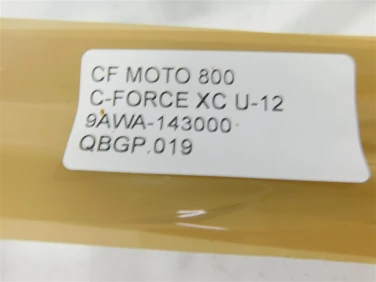 CF MOTO 800
C-FORCE XC U-12
9AWA-143000
QBGP.019